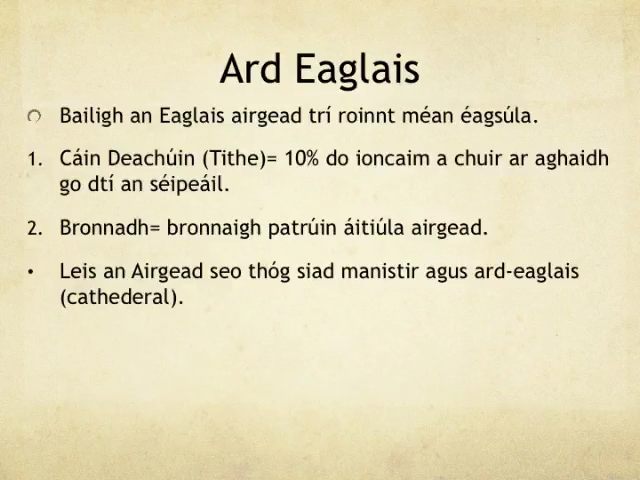 Ard Eaglais
Bailigh an Eaglais airgead trí roinnt méan éagsúla.
1. Cáin Deachúin (Tithe)= 10% do ioncaim a chuir ar aghaidh
go dtí an séipeáil.
2. Bronnadh= bronnaigh patrúin áitiúla airgead.
• Leis an Airgead seo thóg siad manistir agus ard-eaglais
(cathederal).